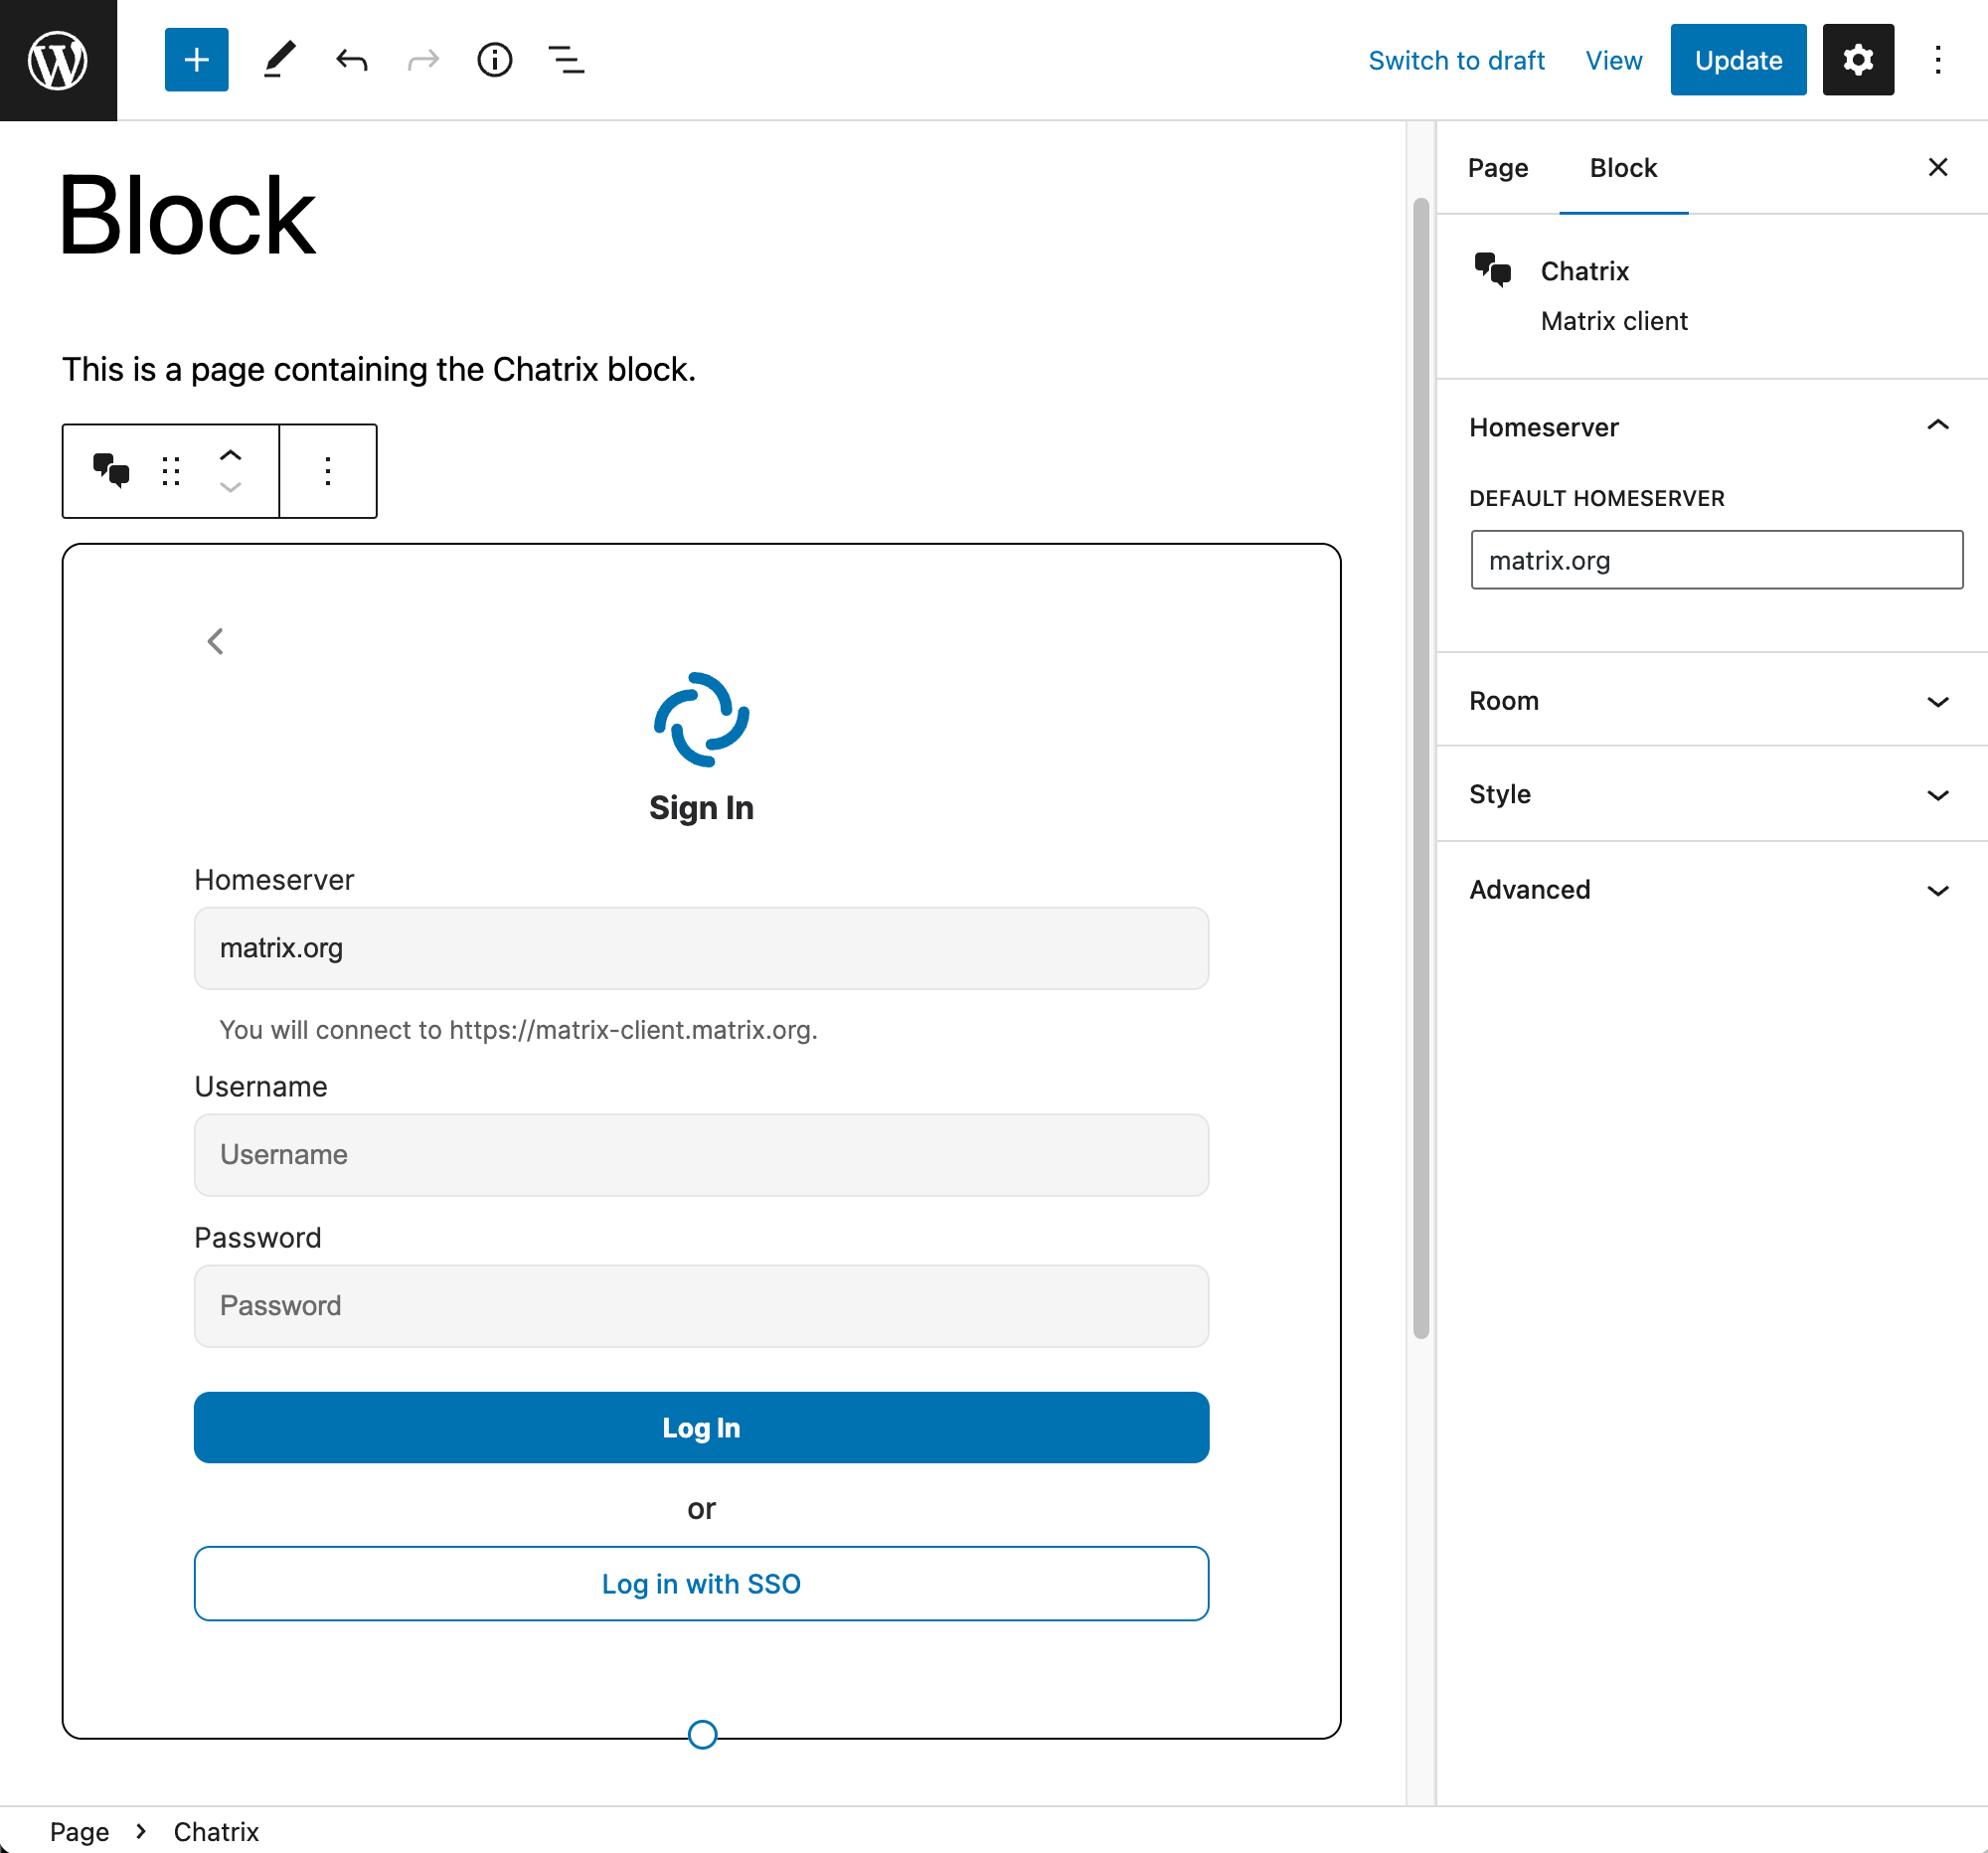 Switch to draft
View
Update
Block
This is a page containing the Chatrix block.
Sign In
Homeserver
matrix.org
You will connect to https://matrix-client.matrix.org.
Username
Username
Password
Password
Log In
or
Log in with SSO
Page
Block
Chatrix
Matrix client
Homeserver
DEFAULT HOMESERVER
matrix.org
Room
Style
Advanced
Page
Chatrix